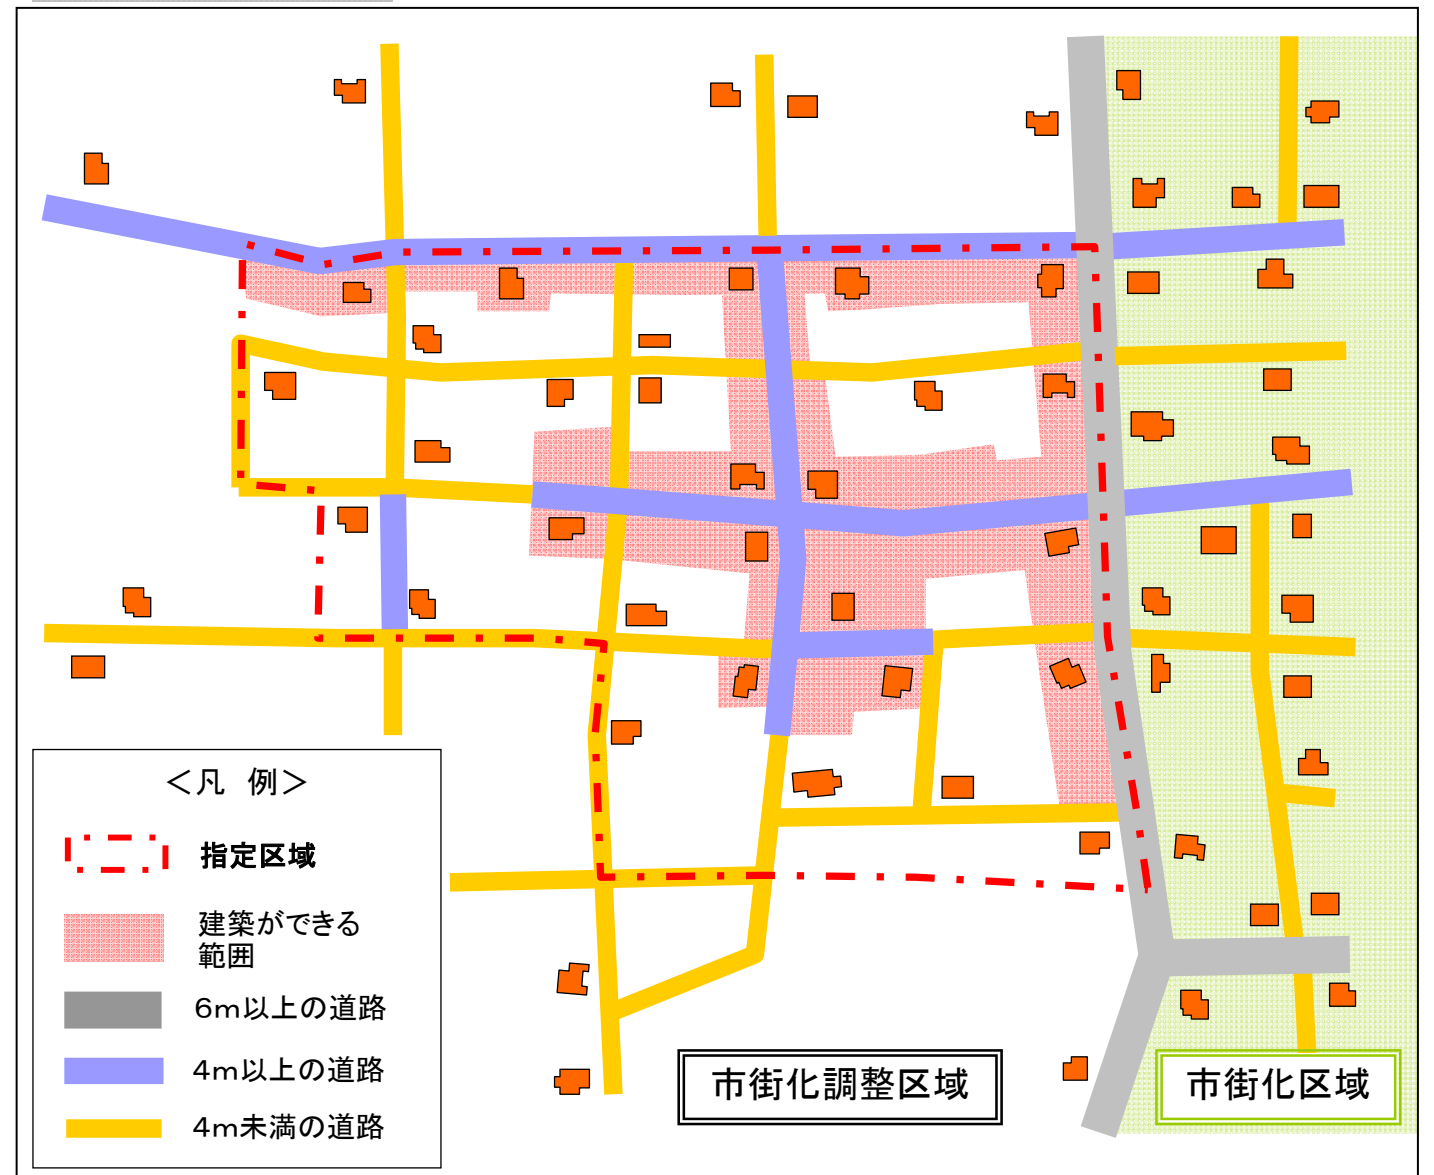 ＜凡　例＞
指定区域
建築ができる
範囲
6m以上の道路
4m以上の道路
4m未満の道路
市街化調整区域
市街化区域